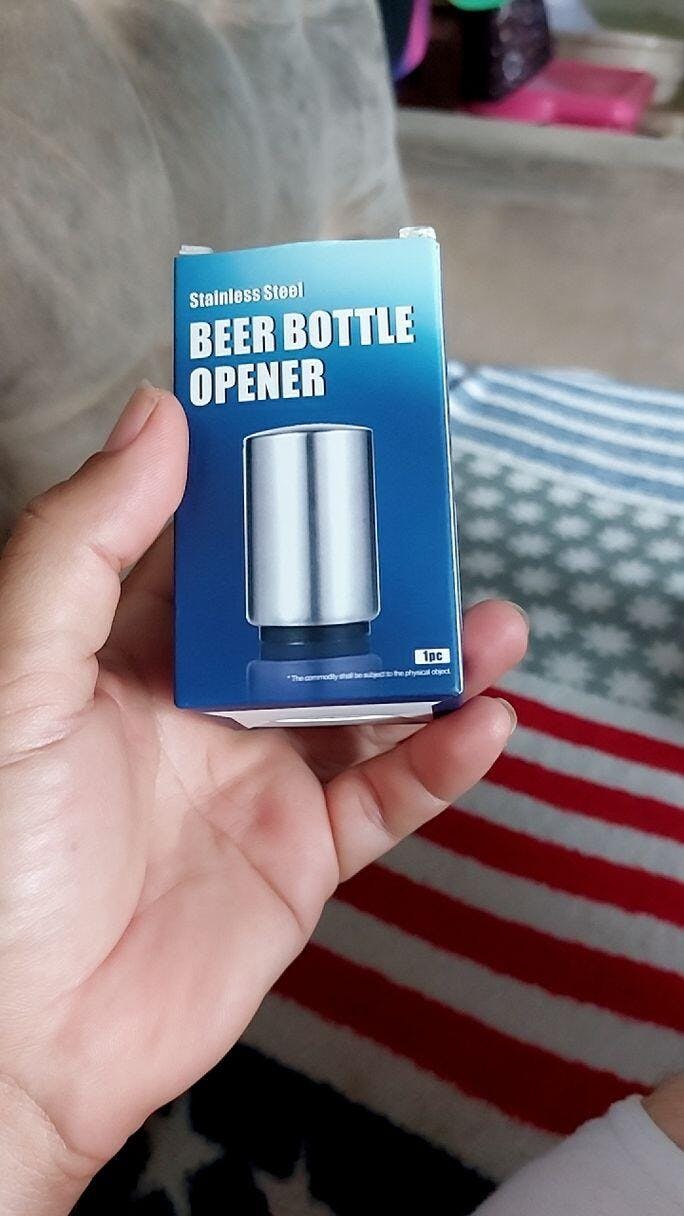 Stainless Steel
BEER BOTTLE
OPENER
1pc
* The commodity shall be subject to the physical object.